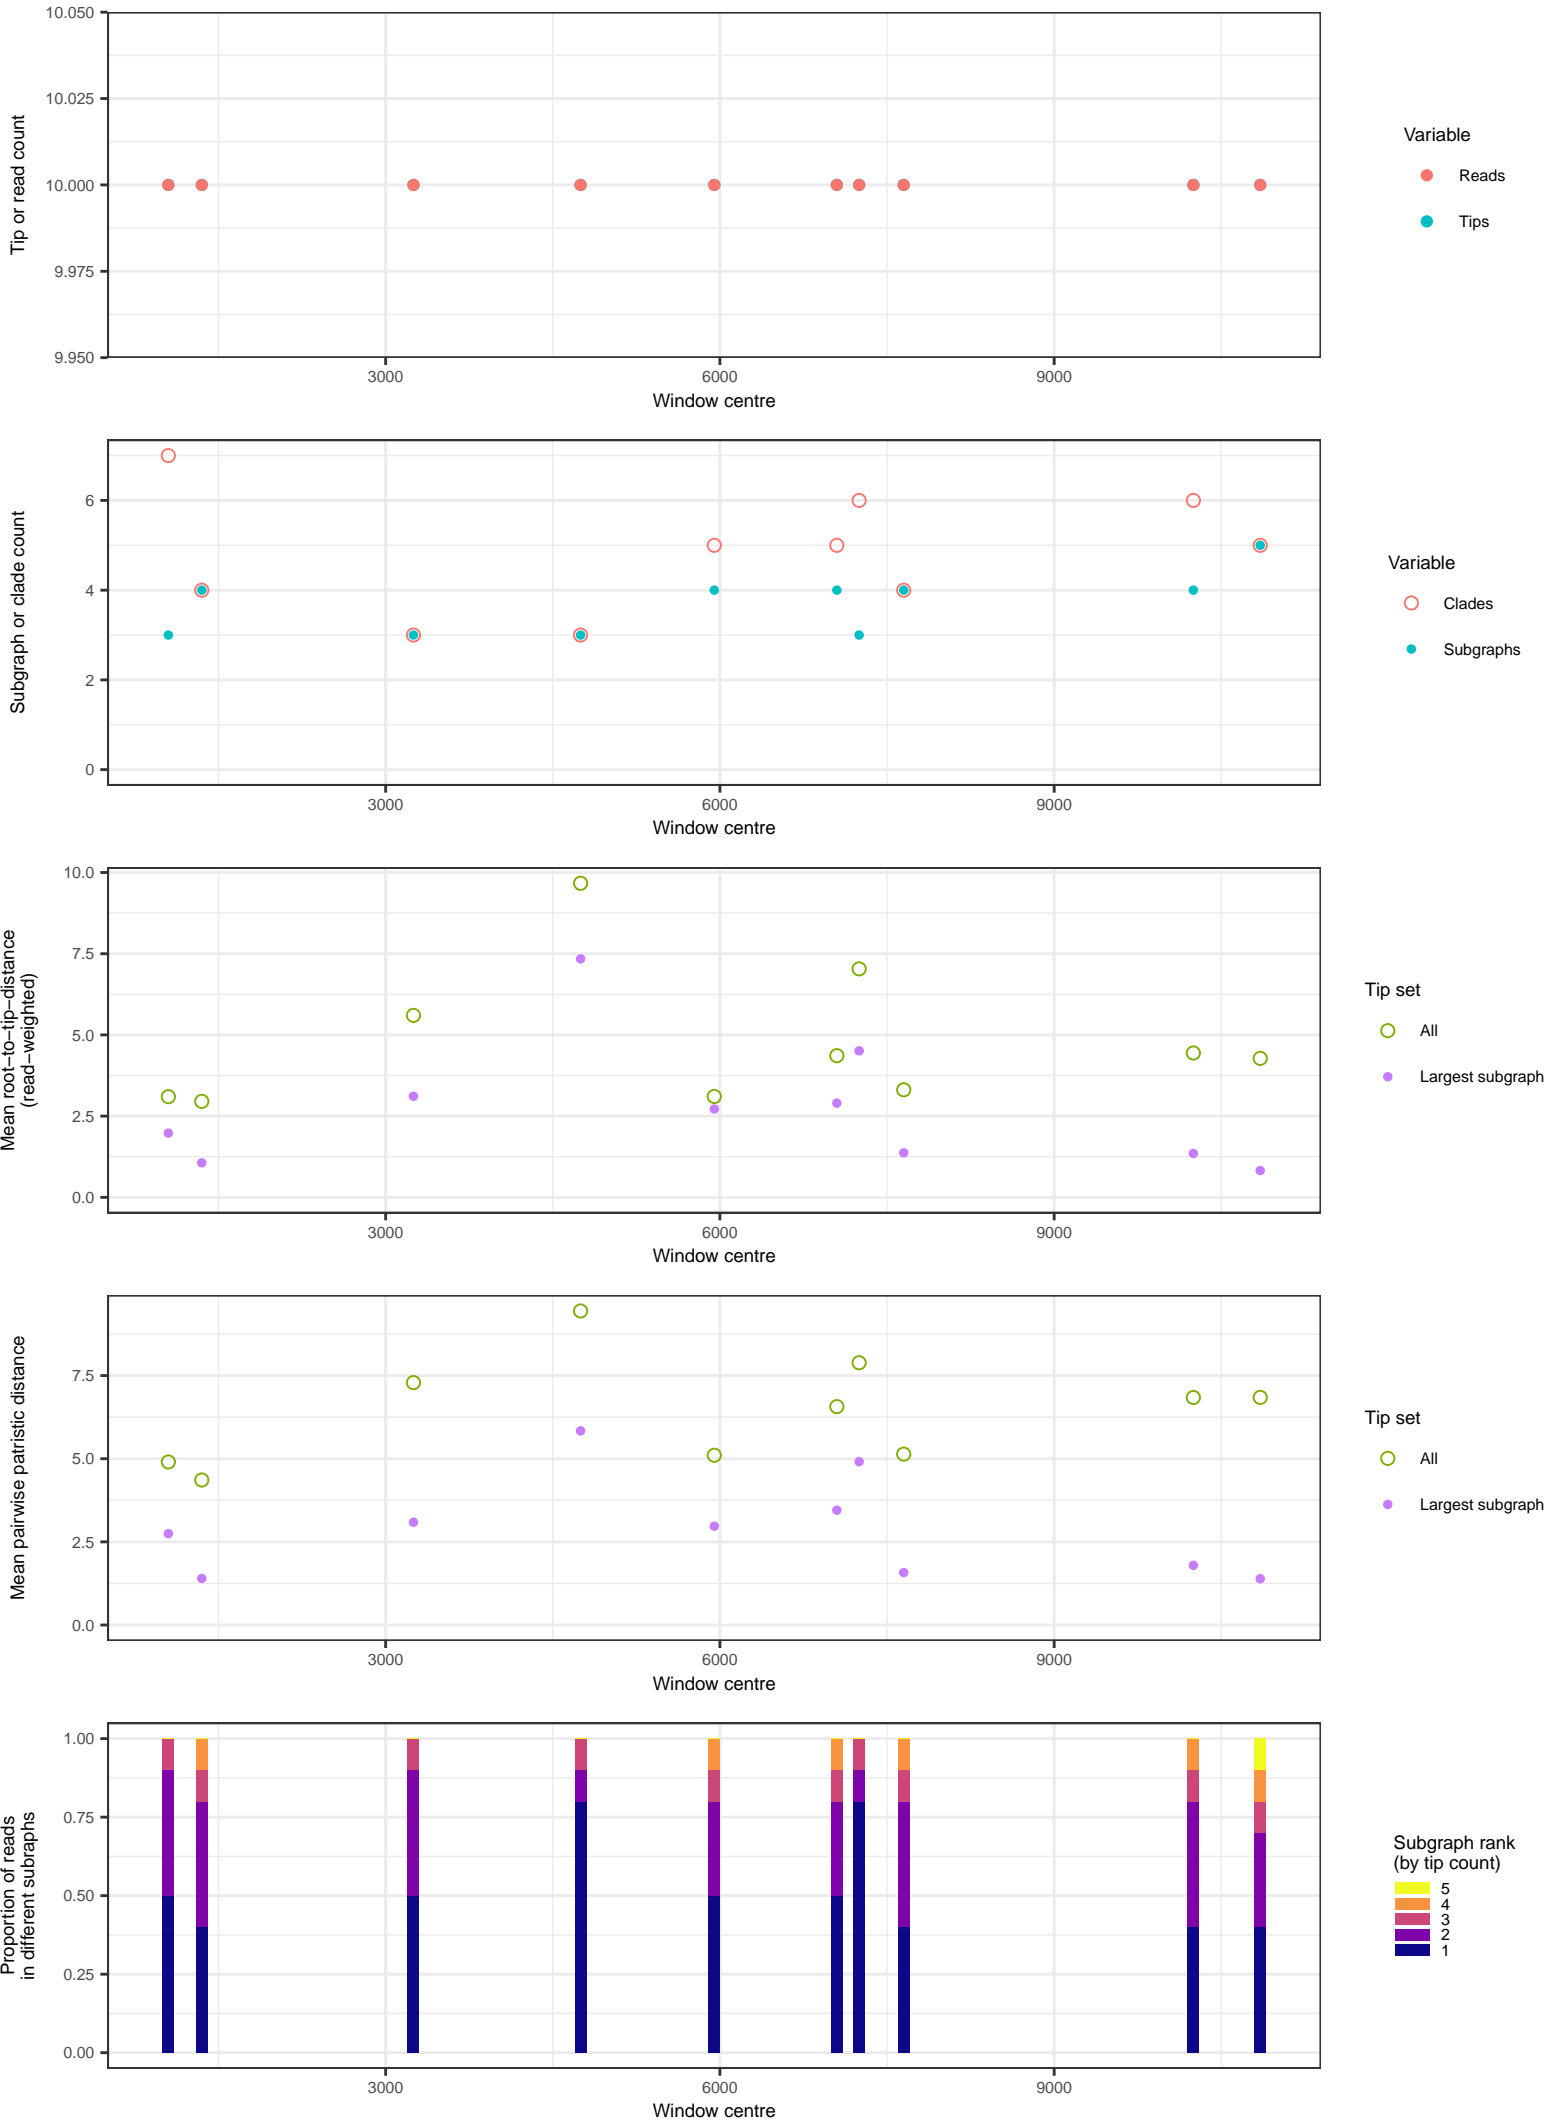 10.050
10.025
10.000
9.975
9.950
Tip or read count
3000
6000
9000
Window centre
Variable
Reads
Tips
6
4
2
0
Subgraph or clade count
3000
6000
9000
Window centre
Variable
Clades
Subgraphs
10.0
7.5
5.0
2.5
0.0
Mean root−to−tip−distance
(read−weighted)
3000
6000
9000
Window centre
Tip set
All
Largest subgraph
7.5
5.0
2.5
0.0
Mean pairwise patristic distance
3000
6000
9000
Window centre
Tip set
All
Largest subgraph
1.00
0.75
0.50
0.25
0.00
Proportion of reads
in different subraphs
3000
6000
9000
Window centre
Subgraph rank
(by tip count)
5
4
3
2
1